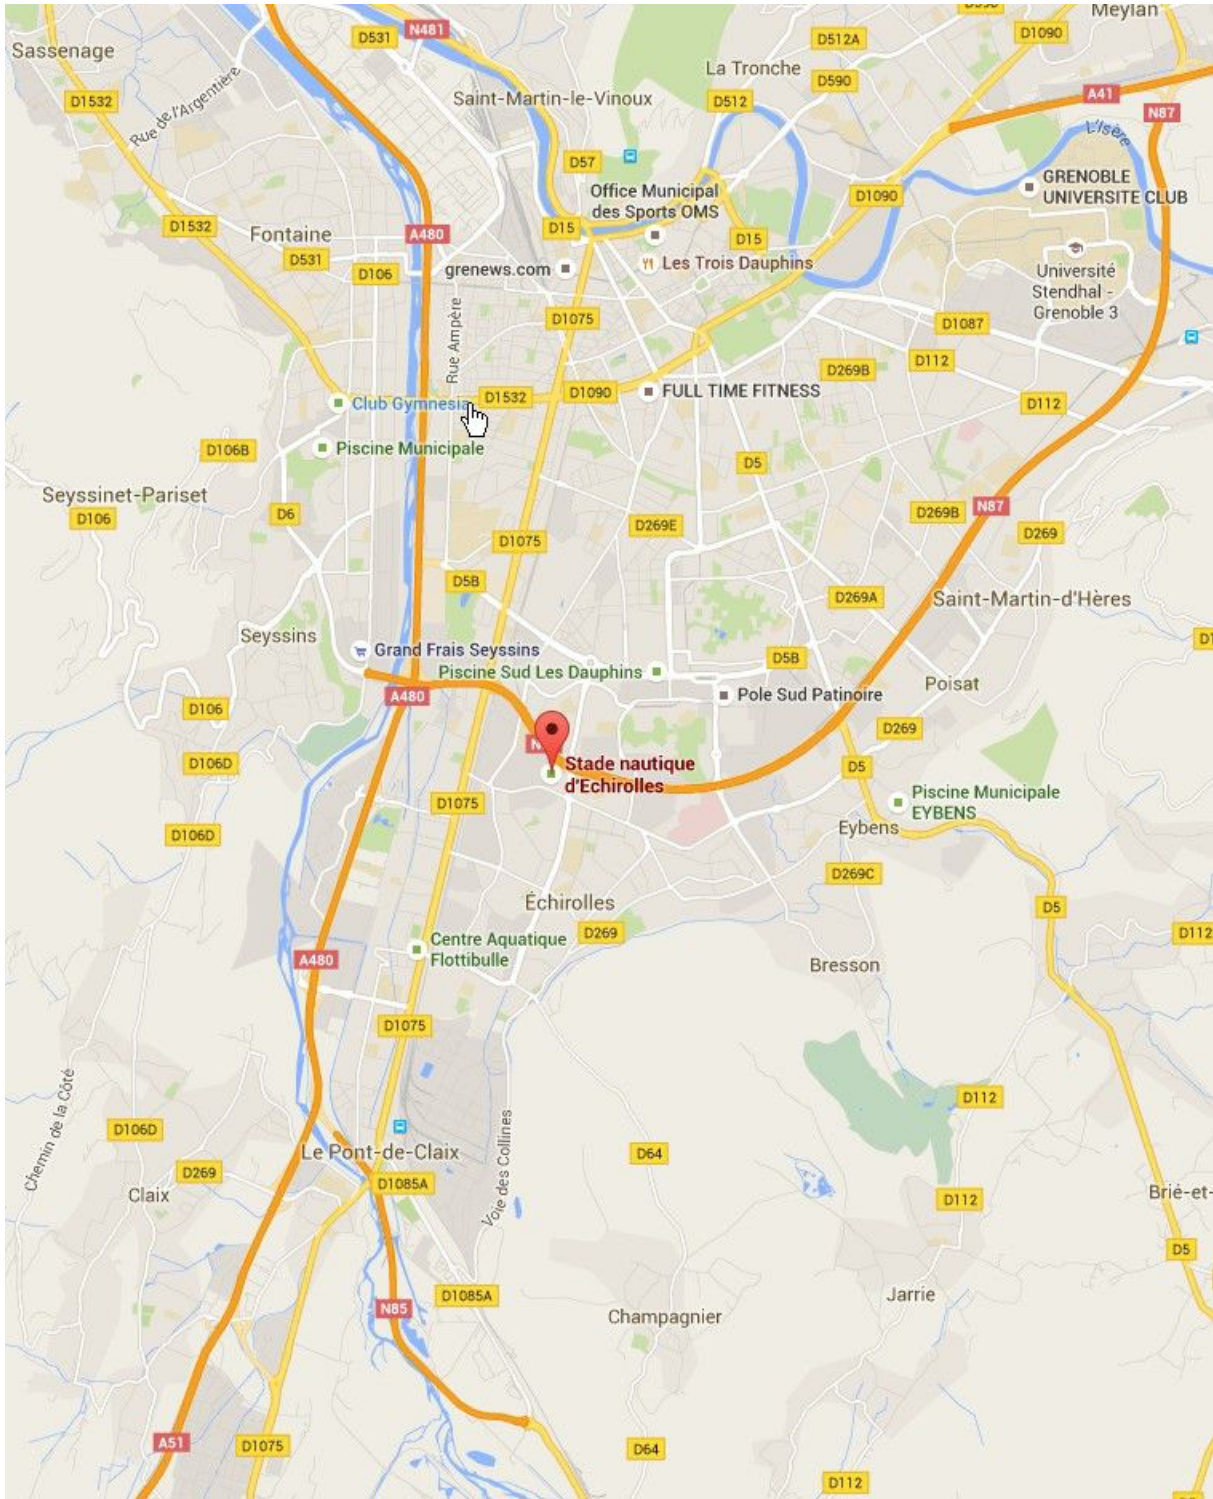 Meylan
D531
N481
D512A
D1090
Sassenage
La Tronche
D590
A41
D1532
Rue de l'Argentière
Saint-Martin-le-Vinoux
D512
N87
L'Isère
D57
Office Municipal
des Sports OMS
GRENOBLE
UNIVERSITE CLUB
D1090
D1532
Fontaine
A480
D15
D15
D531
D106
grenews.com
Les Trois Dauphins
Université
Stendhal -
Grenoble 3
Rue Ampère
D1075
D1087
D112
D269B
Club Gymnesia
D1532
D1090
FULL TIME FITNESS
D112
D106B
Piscine Municipale
D5
Seyssinet-Pariset
D106
D6
D269E
D269B
N87
D1075
D269
D5B
D269A
Saint-Martin-d'Hères
Seyssins
Grand Frais Seyssins
D5B
Piscine Sud Les Dauphins
Poisat
A480
Pole Sud Patinoire
D106
D269
D106D
Stade nautique
d'Echirolles
D5
D1075
Piscine Municipale
EYBENS
D106D
Eybens
D269C
Échirolles
D5
D269
D112
Centre Aquatique
Flottibulle
A480
Bresson
D1075
Chemin de la Côté
D112
D106D
Le Pont-de-Claix
Voie des Collines
D64
D269
D1085A
Claix
D112
Brié-et-
D5
D1085A
Jarrie
N85
Champagnier
A51
D1075
D64
D112